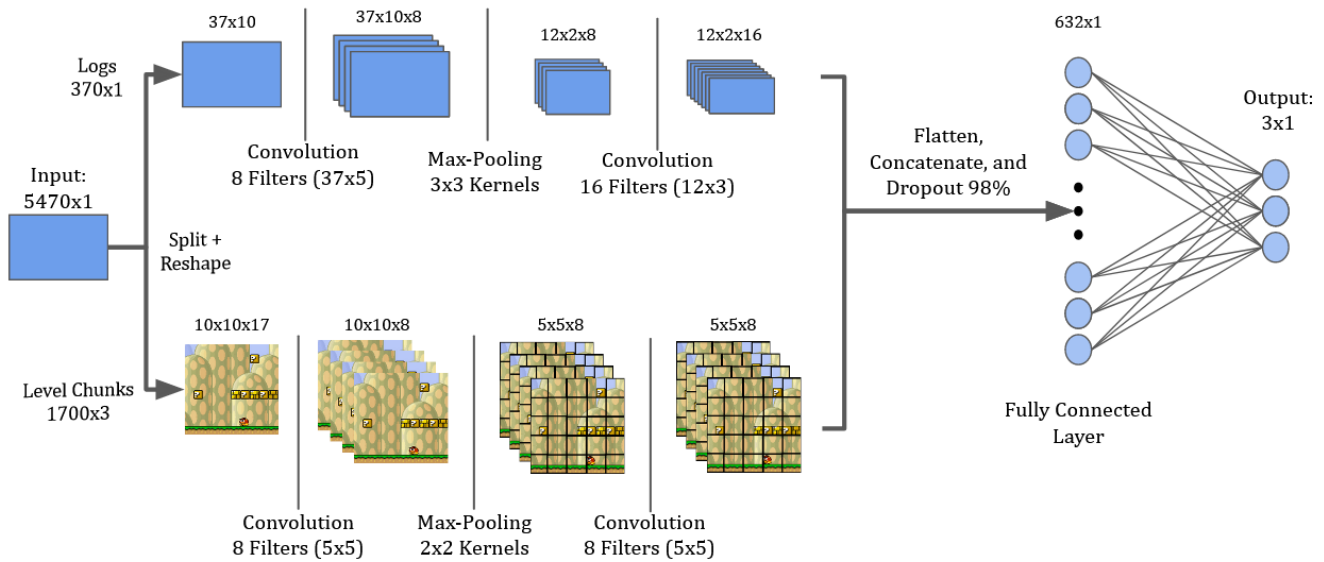 37x10
37x10x8
12x2x8
12x2x16
632x1
Logs
370x1
Convolution
8 Filters (37x5)
Max-Pooling
3x3 Kernels
Convolution
16 Filters (12x3)
Flatten,
Concatenate, and
Dropout 98%
Output:
3x1
Input:
5470x1
Split +
Reshape
10x10x17
10x10x8
5x5x8
5x5x8
Level Chunks
1700x3
Fully Connected
Layer
Convolution
8 Filters (5x5)
Max-Pooling
2x2 Kernels
Convolution
8 Filters (5x5)